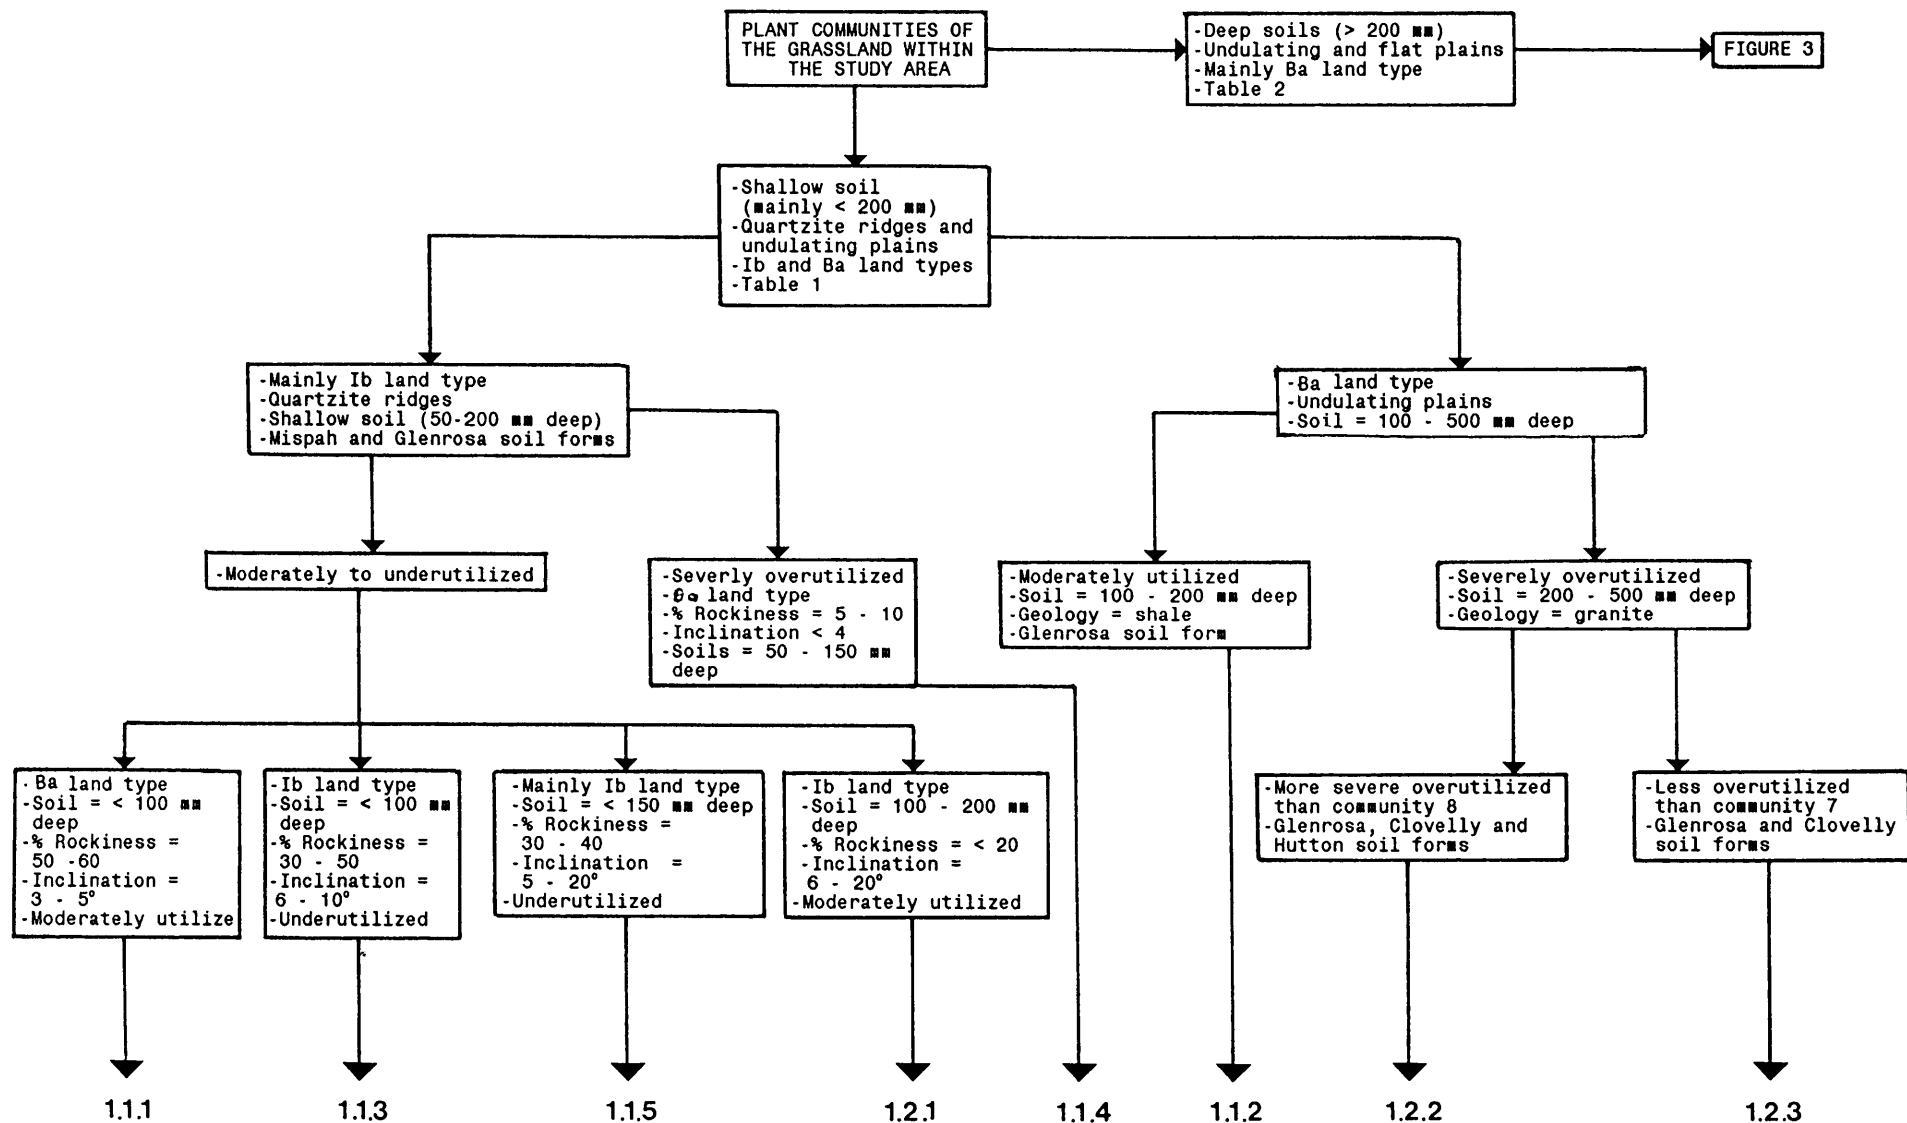 PLANT COMMUNITIES OF
THE GRASSLAND WITHIN
THE STUDY AREA
-Deep soils (> 200 mm)
-Undulating and flat plains
-Mainly Ba land type
-Table 2
FIGURE 3
-Shallow soil
(mainly < 200 mm)
-Quartzite ridges and
undulating plains
-Ib and Ba land types
-Table 1
-Mainly Ib land type
-Quartzite ridges
-Shallow soil (50-200 mm deep)
-Mispah and Glenrosa soil forms
-Ba land type
-Undulating plains
-Soil = 100 - 500 mm deep
-Moderately to underutilized
-Severly overutilized
-Ba land type
-% Rockiness = 5 - 10
-Inclination < 4
-Soils = 50 - 150 mm
deep
-Moderately utilized
-Soil = 100 - 200 mm deep
-Geology = shale
-Glenrosa soil form
-Severely overutilized
-Soil = 200 - 500 mm deep
-Geology = granite
-Ba land type
-Soil = < 100 mm
deep
-% Rockiness =
50 -60
-Inclination =
3 - 5°
-Moderately utilize
-Ib land type
-Soil = < 100 mm
deep
-% Rockiness =
30 - 50
-Inclination =
6 - 10°
-Underutilized
-Mainly Ib land type
-Soil = < 150 mm deep
-% Rockiness =
30 - 40
-Inclination =
5 - 20°
-Underutilized
-Ib land type
-Soil = 100 - 200 mm
deep
-% Rockiness = < 20
-Inclination =
6 - 20°
-Moderately utilized
-More severe overutilized
than community 8
-Glenrosa, Clovelly and
Hutton soil forms
-Less overutilized
than community 7
-Glenrosa and Clovelly
soil forms
1.1.1
1.1.3
1.1.5
1.2.1
1.1.4
1.1.2
1.2.2
1.2.3